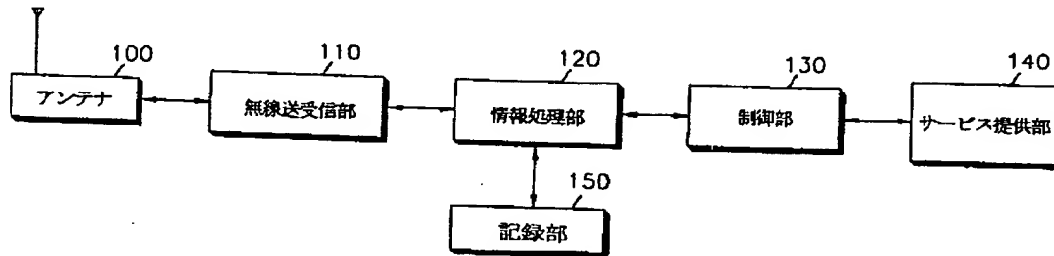 100
アンテナ
110
無線送受信部
120
情報処理部
130
制御部
140
サービス提供部
150
記録部